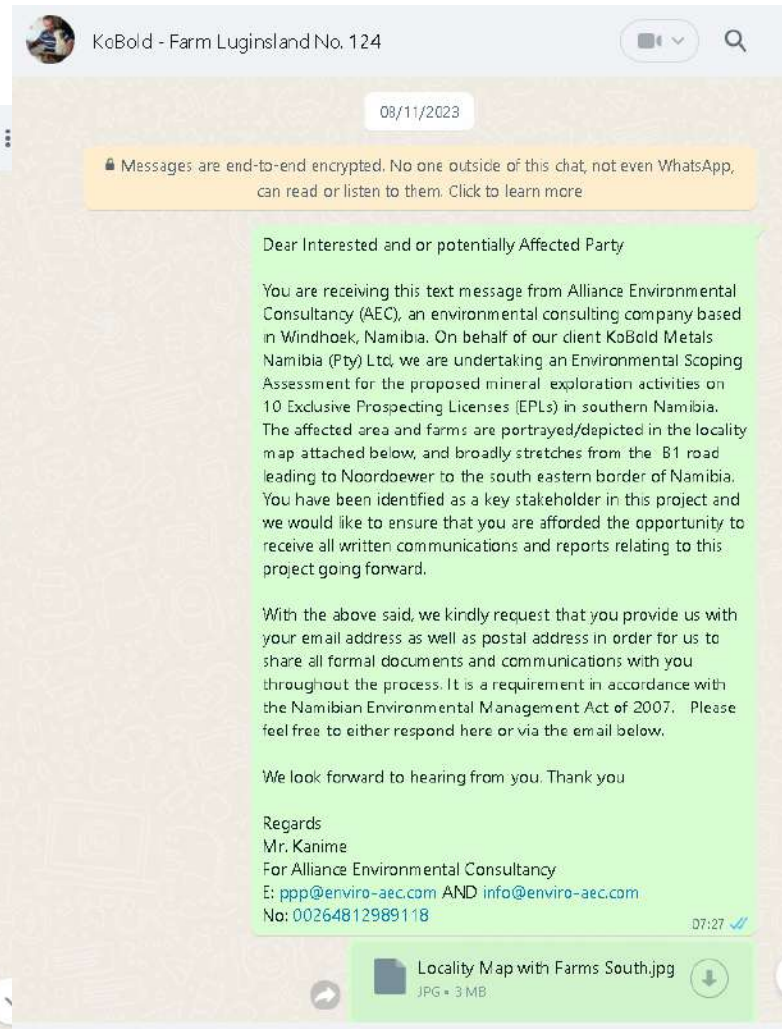 KoBold - Farm Luginsland No. 124
08/11/2023
Messages are end-to-end encrypted. No one outside of this chat, not even WhatsApp,
can read or listen to them. Click to learn more
Dear Interested and or potentially Affected Party
You are receiving this text message from Alliance Environmental
Consultancy (AEC), an environmental consulting company based
in Windhoek, Namibia. On behalf of our client KoBold Metals
Namibia (Pty) Ltd, we are undertaking an Environmental Scoping
Assessment for the proposed mineral exploration activities on
10 Exclusive Prospecting Licenses (EPLs) in southern Namibia.
The affected area and farms are portrayed/depicted in the locality
map attached below, and broadly stretches from the B1 road
leading to Noordoewer to the south eastern border of Namibia.
You have been identified as a key stakeholder in this project and
we would like to ensure that you are afforded the opportunity to
receive all written communications and reports relating to this
project going forward.
With the above said, we kindly request that you provide us with
your email address as well as postal address in order for us to
share all formal documents and communications with you
throughout the process. It is a requirement in accordance with
the Namibian Environmental Management Act of 2007. Please
feel free to either respond here or via the email below.
We look forward to hearing from you. Thank you
Regards
Mr. Kanime
For Alliance Environmental Consultancy
E: ppp@enviro-aec.com AND info@enviro-aec.com
No: 00264812989118
07:27
Locality Map with Farms South.jpg
JPG • 3 MB